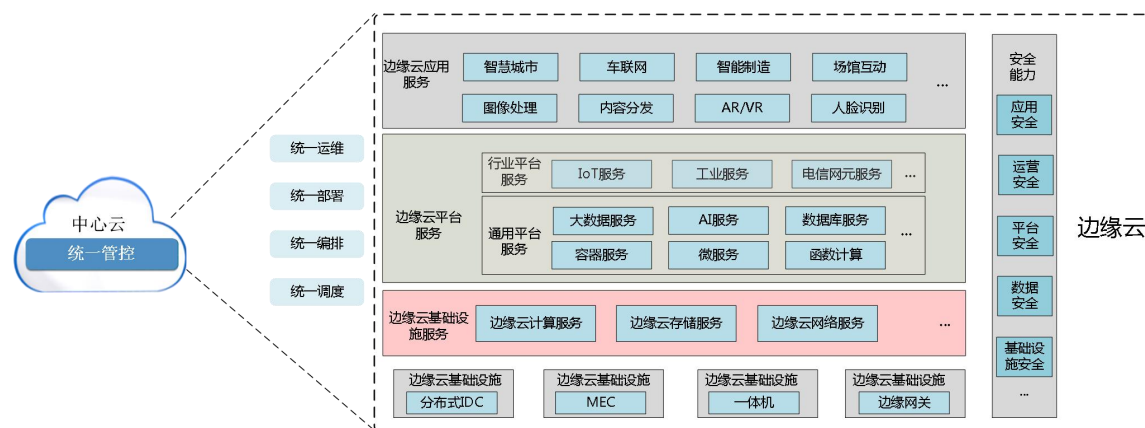 中心云
统一管控
统一运维
统一部署
统一编排
统一调度
边缘云应用
服务
智慧城市
车联网
智能制造
场馆互动
图像处理
内容分发
AR/VR
人脸识别
...
边缘云平台
服务
行业平台
服务
IoT服务
工业服务
电信网元服务
...
通用平台
服务
大数据服务
AI服务
数据库服务
容器服务
微服务
函数计算
...
边缘云基础设
施服务
边缘云计算服务
边缘云存储服务
边缘云网络服务
...
边缘云基础设施
分布式IDC
边缘云基础设施
MEC
边缘云基础设施
一体机
边缘云基础设施
边缘网关
安全
能力
应用
安全
运营
安全
平台
安全
数据
安全
基础设
施安全
...
边缘云